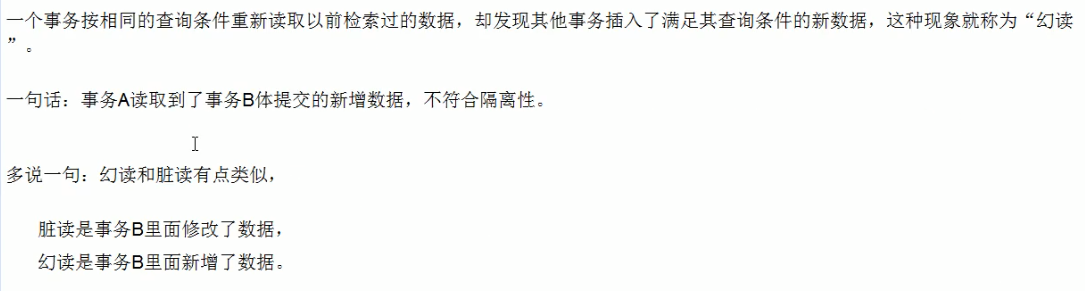 一个事务按相同的查询条件重新读取以前检索过的数据，却发现其他事务插入了满足其查询条件的新数据，这种现象就称为“幻读
”。
一句话：事务A读取到了事务B体提交的新增数据，不符合隔离性。
多说一句：幻读和脏读有点类似，
脏读是事务B里面修改了数据，
幻读是事务B里面新增了数据。